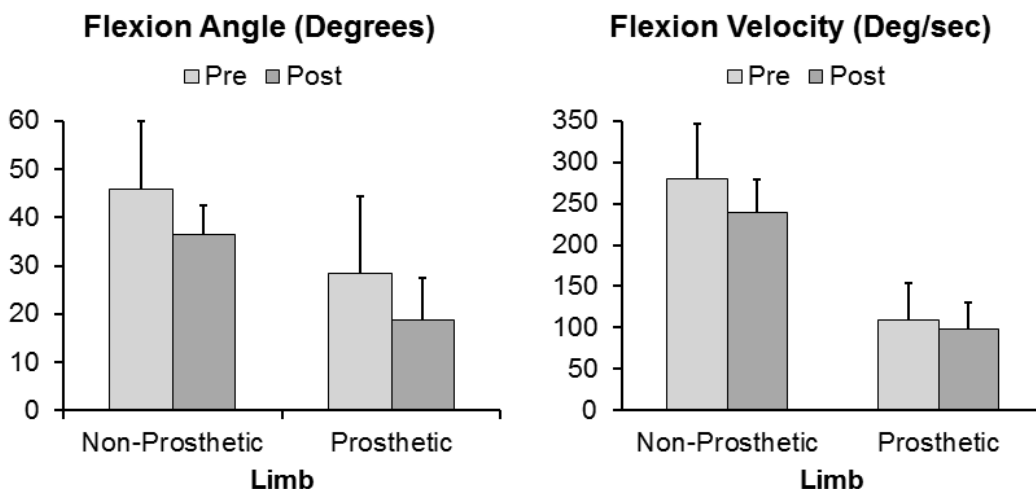 Flexion Angle (Degrees)
Pre Post
60
50
40
30
20
10
0
Non-Prosthetic Prosthetic
Limb
Flexion Velocity (Deg/sec)
Pre Post
350
300
250
200
150
100
50
0
Non-Prosthetic Prosthetic
Limb